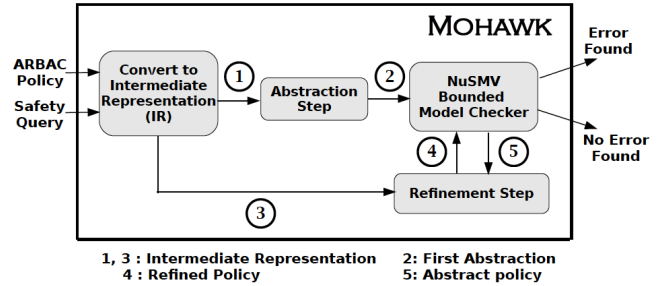 MOHAWK
Error
Found
ARBAC
Policy
Safety
Query
Convert to
Intermediate
Representation
(IR)
1
Abstraction
Step
2
NuSMV
Bounded
Model Checker
No Error
Found
4
5
Refinement Step
3
1, 3 : Intermediate Representation
2: First Abstraction
4 : Refined Policy
5: Abstract policy